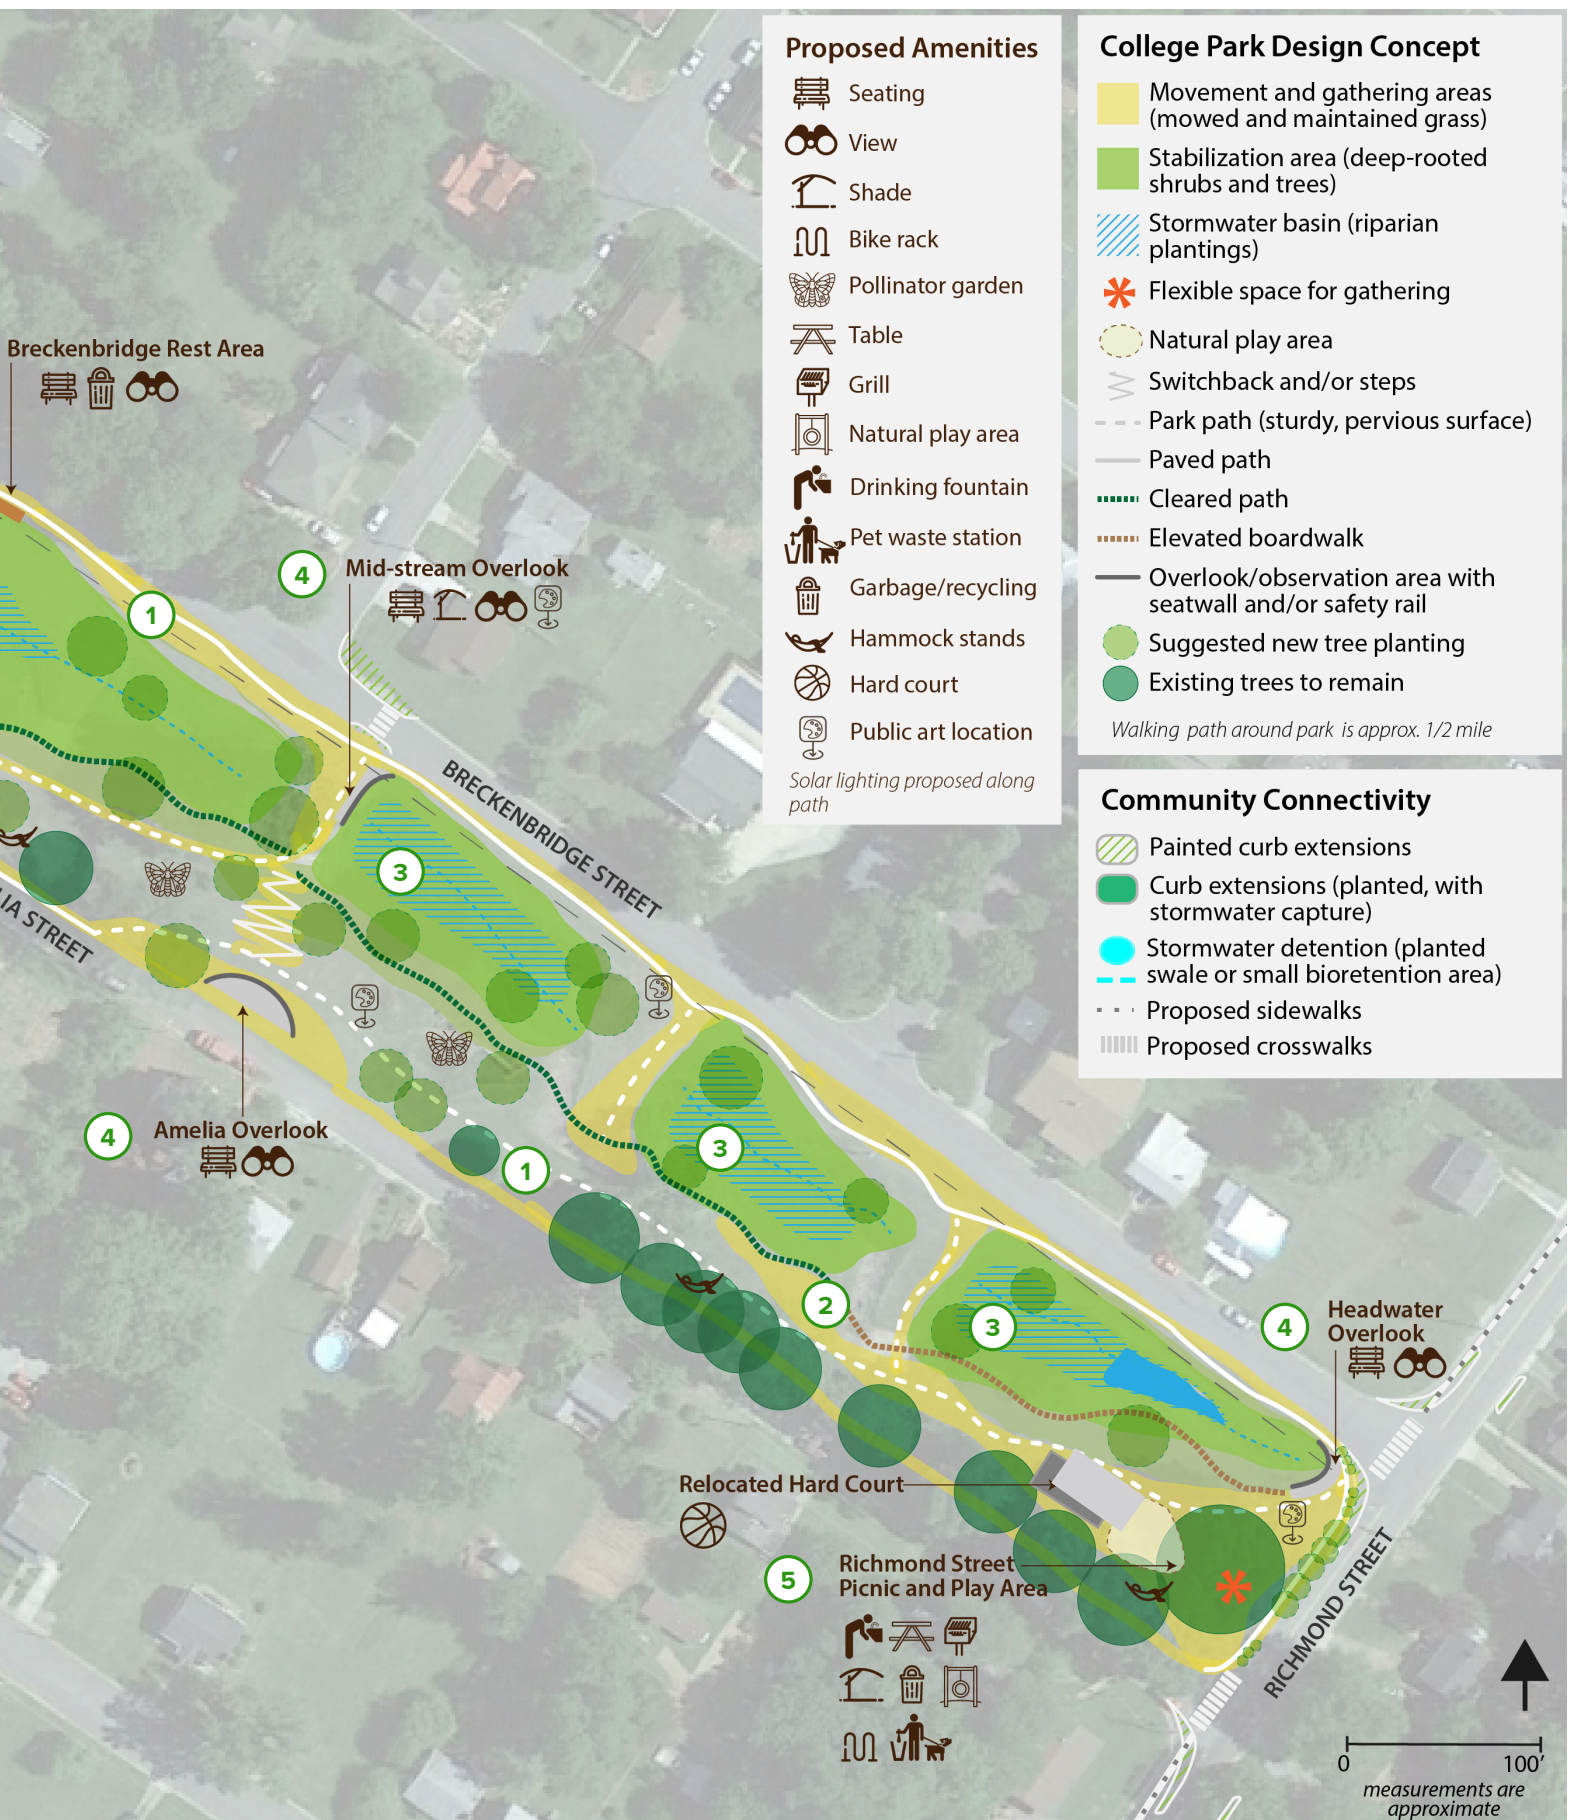 Proposed Amenities
Seating
View
Shade
Bike rack
Pollinator garden
Table
Grill
Natural play area
Drinking fountain
Pet waste station
Garbage/recycling
Hammock stands
Hard court
Public art location
Solar lighting proposed along
path
College Park Design Concept
Movement and gathering areas
(mowed and maintained grass)
Stabilization area (deep-rooted
shrubs and trees)
Stormwater basin (riparian
plantings)
Flexible space for gathering
Natural play area
Switchback and/or steps
Park path (sturdy, pervious surface)
Paved path
Cleared path
Elevated boardwalk
Overlook/observation area with
seatwall and/or safety rail
Suggested new tree planting
Existing trees to remain
Walking path around park is approx. 1/2 mile
Community Connectivity
Painted curb extensions
Curb extensions (planted, with
stormwater capture)
Stormwater detention (planted
swale or small bioretention area)
Proposed sidewalks
Proposed crosswalks
Breckenbridge Rest Area
4
Mid-stream Overlook
1
BRECKENBRIDGE STREET
3
LIA STREET
4
Amelia Overlook
1
3
2
3
4
Headwater
Overlook
Relocated Hard Court
5
Richmond Street
Picnic and Play Area
RICHMOND STREET
0
100'
measurements are
approximate